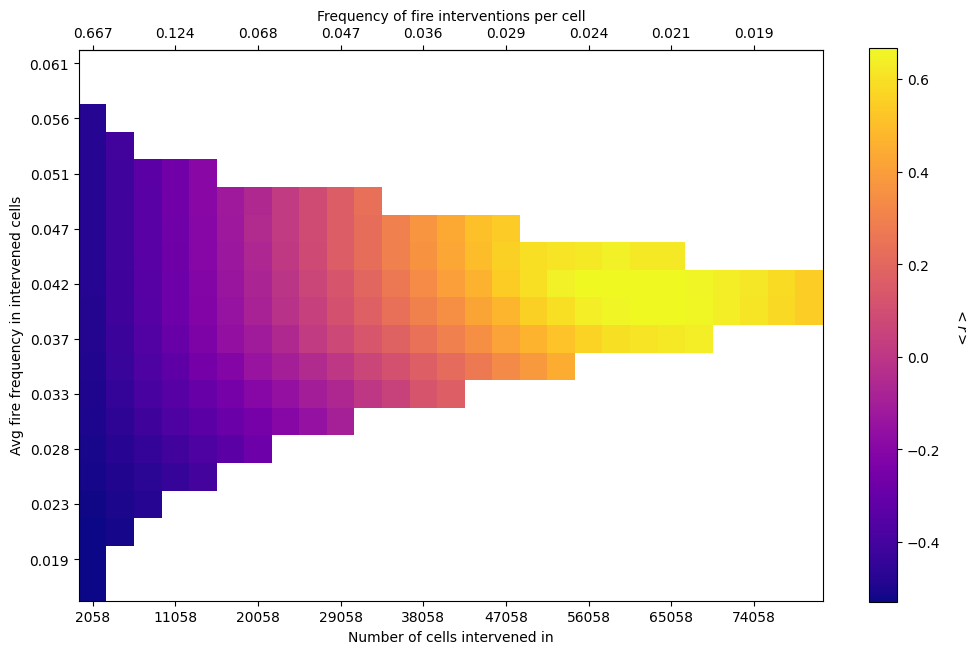 Frequency of fire interventions per cell
0.667 0.124 0.068 0.047 0.036 0.029 0.024 0.021 0.019
0.061
0.056
0.051
0.047
0.042
0.037
0.033
0.028
0.023
0.019
Avg fire frequency in intervened cells
2058 11058 20058 29058 38058 47058 56058 65058 74058
Number of cells intervened in
0.6
0.4
0.2
0.0
−0.2
−0.4
< r >